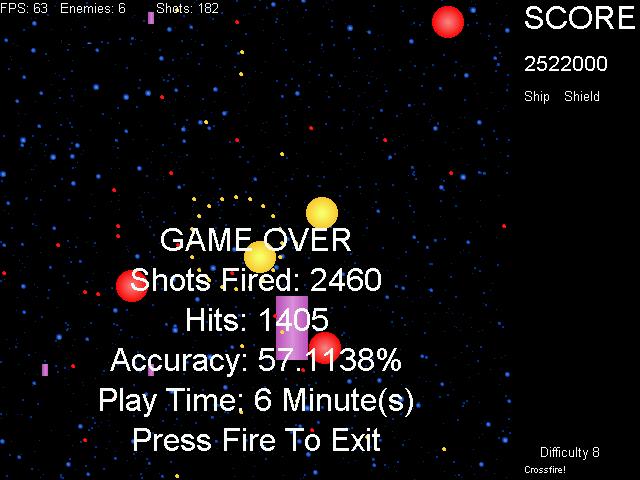 FPS: 63 Enemies: 6 Shots: 182
SCORE
2522000
Ship Shield
GAME OVER
Shots Fired: 2460
Hits: 1405
Accuracy: 57.1138%
Play Time: 6 Minute(s)
Press Fire To Exit
Difficulty 8
Crossfire!